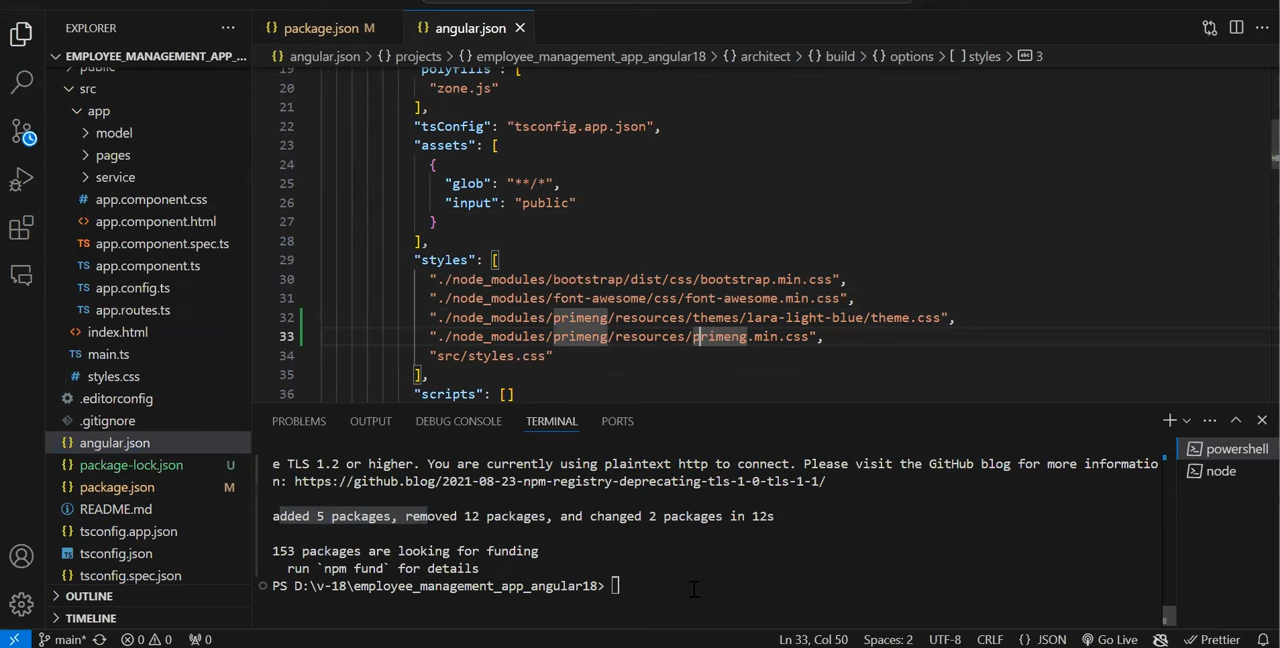 EXPLORER
package.json M
angular.json
EMPLOYEE_MANAGEMENT_APP_...
angular.json > {} projects > {} employee_management_app_angular18 > {} architect > {} build > {} options > [ ] styles > abc 3
public
src
app
model
pages
service
# app.component.css
<> app.component.html
TS app.component.spec.ts
TS app.component.ts
TS app.config.ts
TS app.routes.ts
<> index.html
TS main.ts
# styles.css
.editorconfig
.gitignore
{} angular.json
{} package-lock.json U
{} package.json M
README.md
{} tsconfig.app.json
tsconfig.json
{} tsconfig.spec.json
OUTLINE
TIMELINE
19 "polyfills": [
20 "zone.js"
21 ],
22 "tsConfig": "tsconfig.app.json",
23 "assets": [
24 {
25 "glob": "**/*",
26 "input": "public"
27 }
28 ],
29 "styles": [
30 "./node_modules/bootstrap/dist/css/bootstrap.min.css",
31 "./node_modules/font-awesome/css/font-awesome.min.css",
32 "./node_modules/primeng/resources/themes/lara-light-blue/theme.css",
33 "./node_modules/primeng/resources/primeng.min.css",
34 "src/styles.css"
35 ],
36 "scripts": []
PROBLEMS OUTPUT DEBUG CONSOLE TERMINAL PORTS
e TLS 1.2 or higher. You are currently using plaintext http to connect. Please visit the GitHub blog for more informatio
n: https://github.blog/2021-08-23-npm-registry-deprecating-tls-1-0-tls-1-1/
added 5 packages, removed 12 packages, and changed 2 packages in 12s
153 packages are looking for funding
run `npm fund` for details
PS D:\v-18\employee_management_app_angular18>
powershell
node
main* 0 0 0 Ln 33, Col 50 Spaces: 2 UTF-8 CRLF {} JSON Go Live Prettier